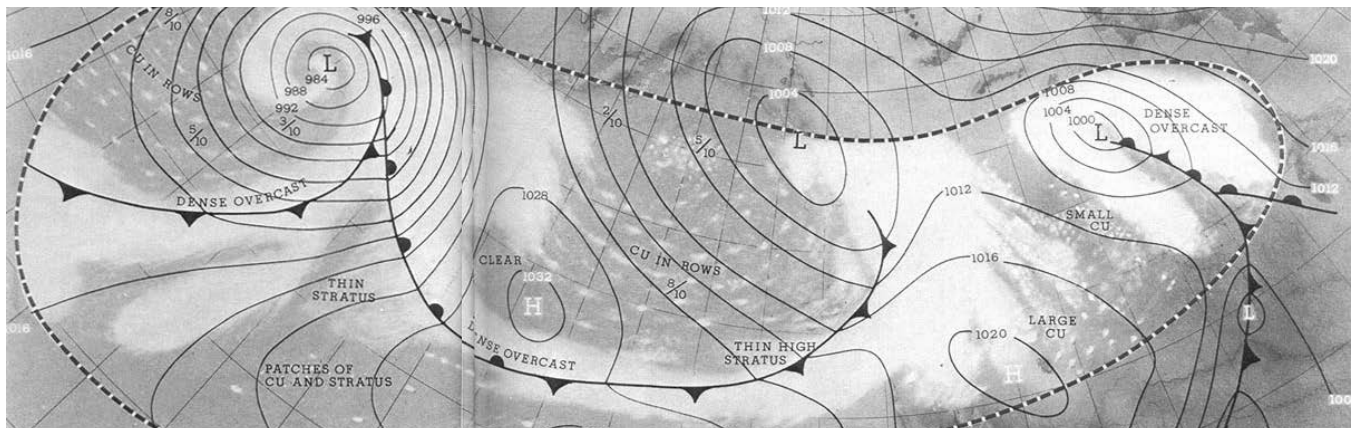 8/10
996
1012
1016
L
984
988
992
3/10
CU IN ROWS
5/10
1008
1004
2/10
5/10
L
1020
1008
1004
1000
L
DENSE
OVERCAST
1016
1012
DENSE OVERCAST
1028
1012
SMALL
CU
CLEAR
CU IN ROWS
1032
H
8/10
1016
THIN
STRATUS
1016
L
LARGE
CU
1020
THIN HIGH
STRATUS
OVERCAST
PATCHES OF
CU AND STRATUS
H